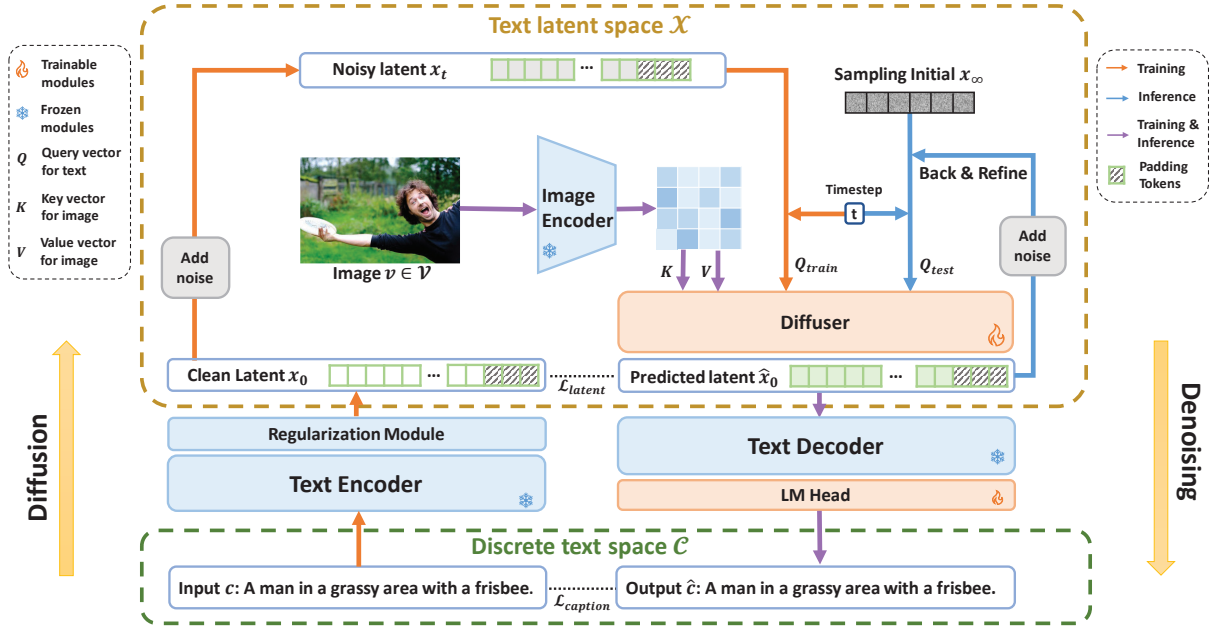 Text latent space 𝒳
Trainable
modules
Frozen
modules
Q Query vector
for text
K Key vector
for image
V Value vector
for image
Noisy latent x_t ...
Sampling Initial x_∞
Training
Inference
Training &
Inference
Padding
Tokens
Back & Refine
Image
Encoder
Timestep
t
Add
noise
Image v ∈ 𝒱
K V Q_train Q_test
Add
noise
Diffuser
Clean Latent x_0 ...
ℒ_latent
Predicted latent x̂_0 ...
Regularization Module
Text Encoder
Text Decoder
LM Head
Diffusion
Denoising
Discrete text space 𝒞
Input c: A man in a grassy area with a frisbee.
ℒ_caption
Output ĉ: A man in a grassy area with a frisbee.